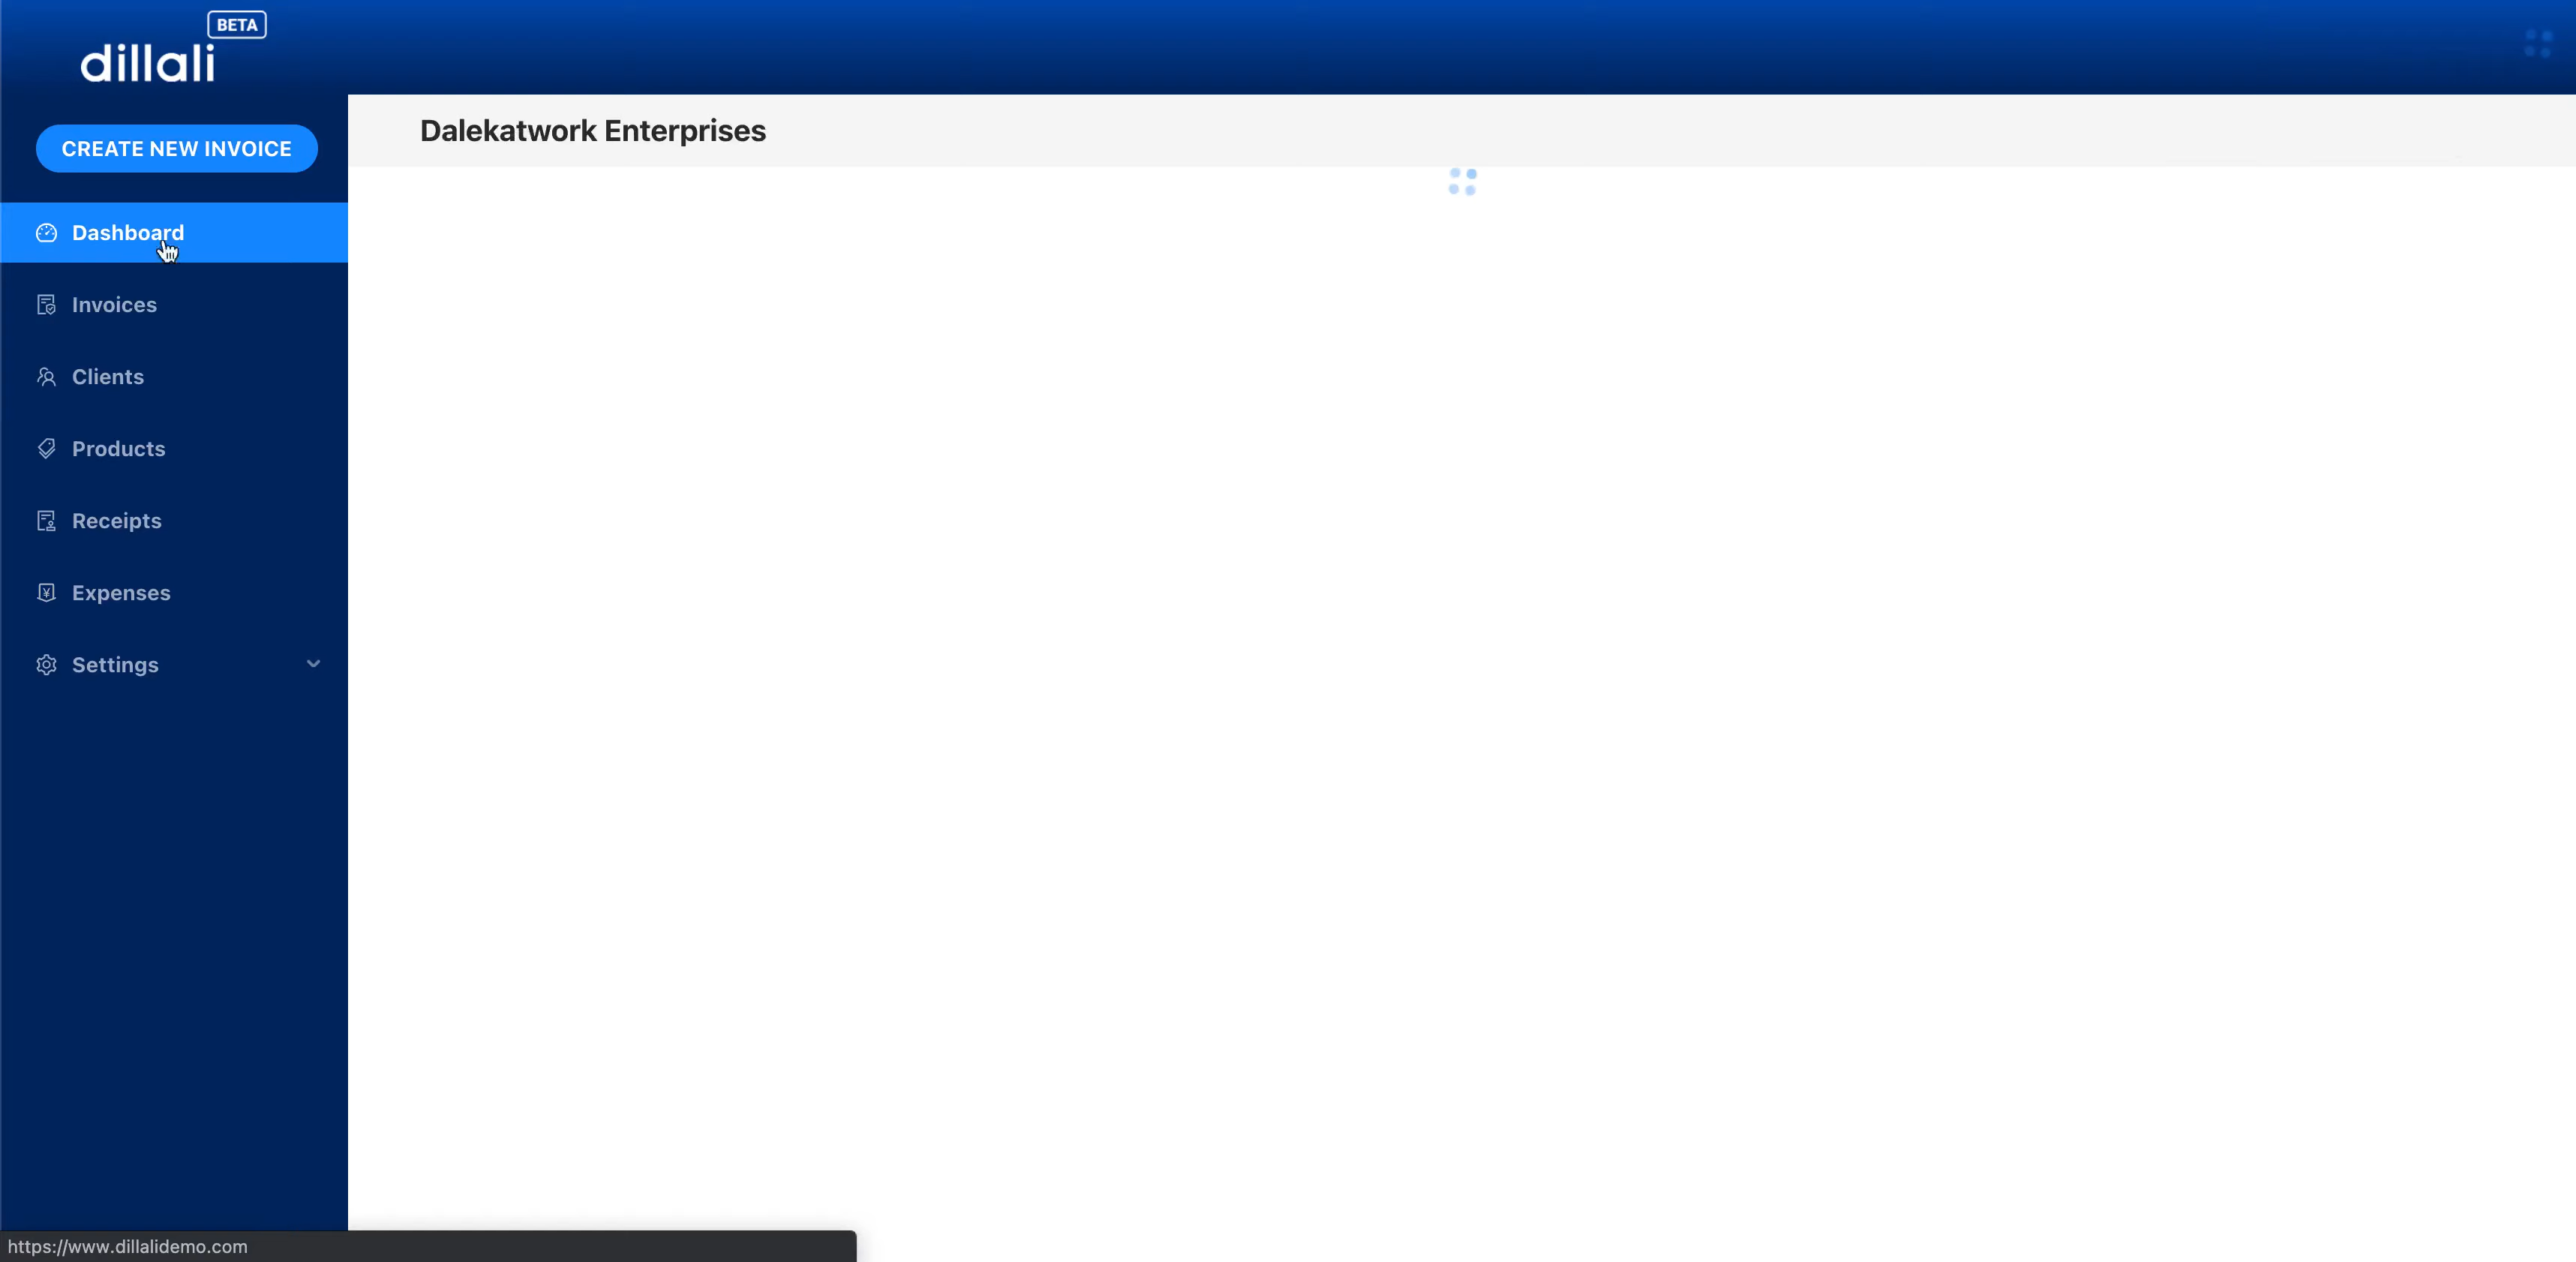 BETA
dillali
CREATE NEW INVOICE
Dalekatwork Enterprises
Dashboard
Invoices
Clients
Products
Receipts
Expenses
Settings
https://www.dillalidemo.com